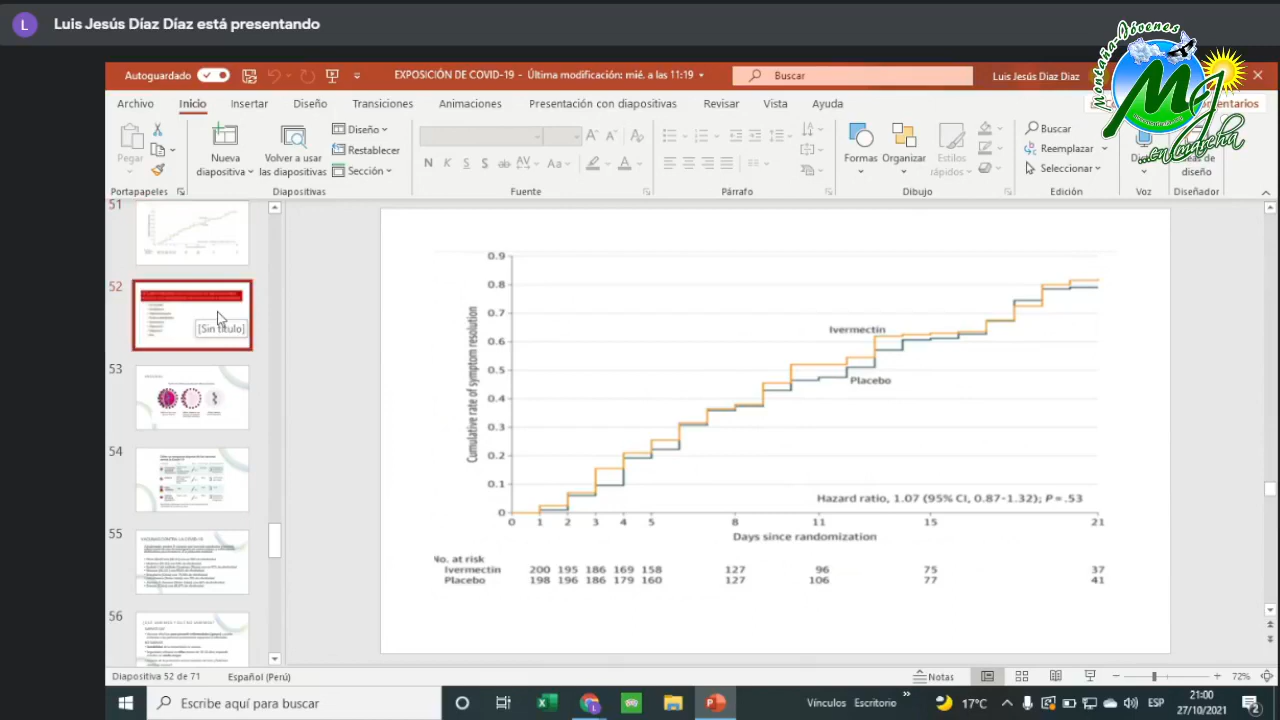 Luis Jesús Díaz Díaz está presentando
Autoguardado
EXPOSICIÓN DE COVID-19 - Última modificación: mié. a las 11:19
Buscar
Luis Jesús Díaz Diaz
Archivo Inicio Insertar Diseño Transiciones Animaciones Presentación con diapositivas Revisar Vista Ayuda
Pegar
Nueva diapositiva
Volver a usar las diapositivas
Diseño
Restablecer
Sección
Formas
Organizar
Estilos rápidos
Buscar
Reemplazar
Seleccionar
diseño
Portapapeles Diapositivas Fuente Párrafo Dibujo Edición Voz Diseñador
Montaña-Jóvenes
MJ
...en marcha
51
52
[Sin título]
53
54
55
56
0.9
0.8
0.7
0.6
0.5
0.4
0.3
0.2
0.1
0
Cumulative rate of symptom resolution
Ivermectin
Placebo
Hazard ratio, 1.07 (95% CI, 0.87-1.32); P = .53
0 1 2 3 4 5 8 11 15 21
Days since randomization
No. at risk
Ivermectin 200 158 127 96 75 37
Placebo 198 160 127 106 77 41
Diapositiva 52 de 71
Español (Perú)
Notas
72%
Escribe aquí para buscar
Vínculos Escritorio
17°C
ESP
21:00
27/10/2021